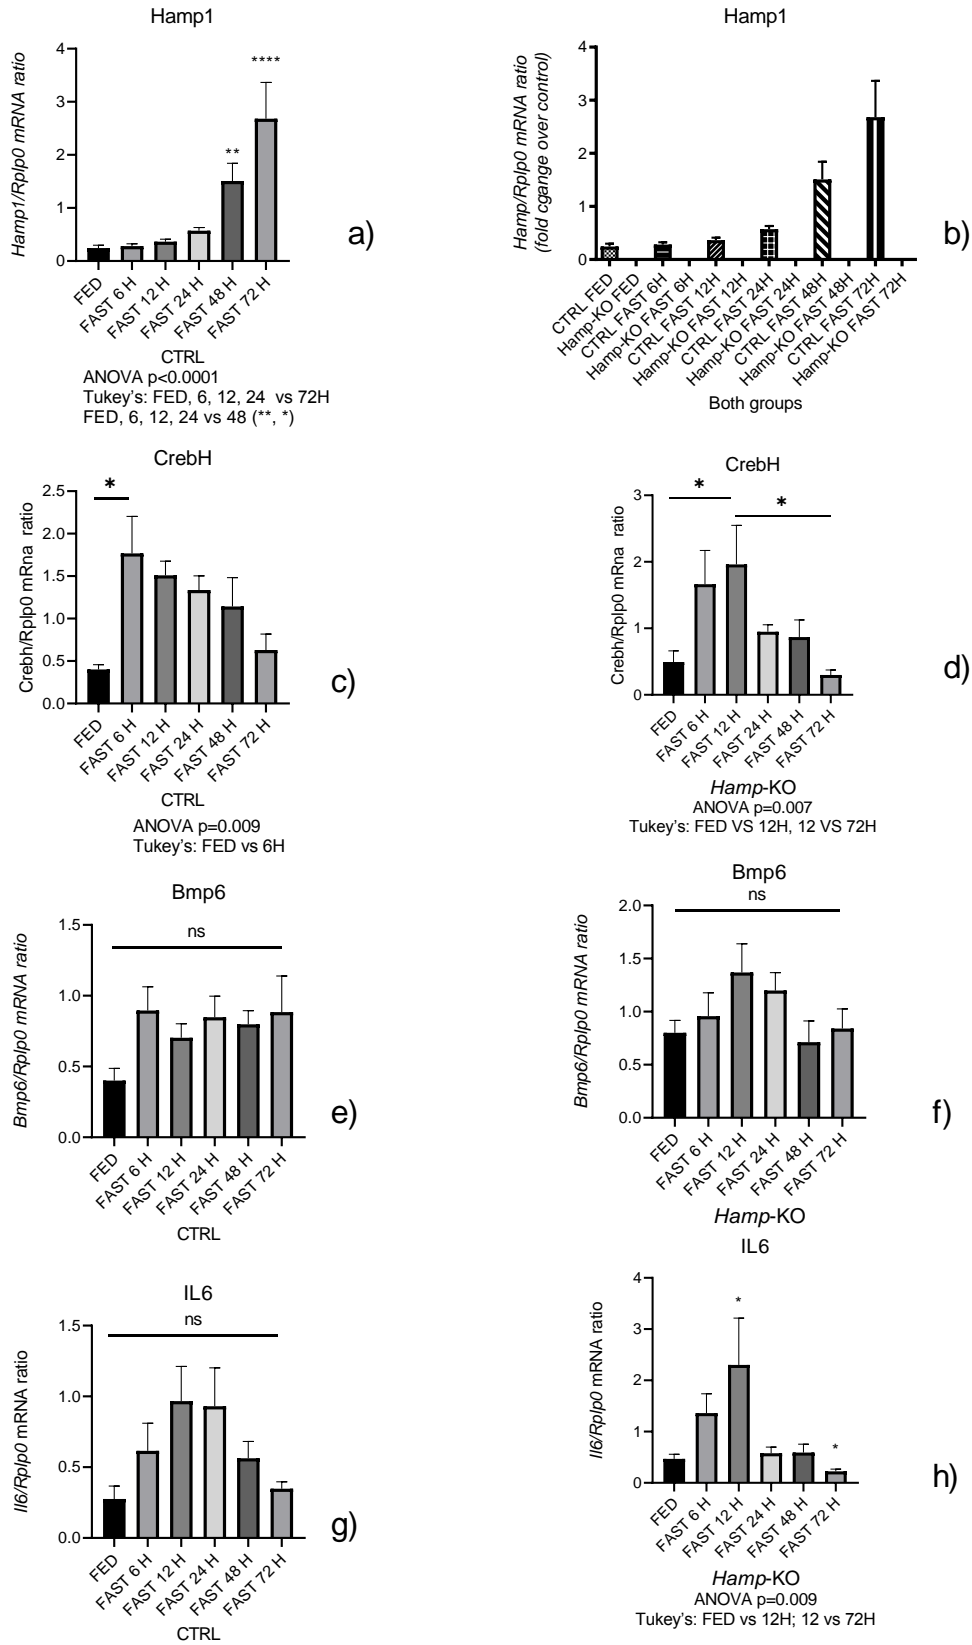 Hamp1
Hamp1/Rplp0 mRNA ratio
4
3
2
1
0
**
****
FED
FAST 6 H
FAST 12 H
FAST 24 H
FAST 48 H
FAST 72 H
CTRL
ANOVA p<0.0001
Tukey's: FED, 6, 12, 24 vs 72H
FED, 6, 12, 24 vs 48 (**, *)
a)
Hamp1
Hamp/Rplp0 mRNA ratio
(fold cgange over control)
4
3
2
1
0
CTRL FED
Hamp-KO FED
CTRL FAST 6H
Hamp-KO FAST 6H
CTRL FAST 12H
Hamp-KO FAST 12H
CTRL FAST 24H
Hamp-KO FAST 24H
CTRL FAST 48H
Hamp-KO FAST 48H
CTRL FAST 72H
Hamp-KO FAST 72H
Both groups
b)
CrebH
Crebh/Rplp0 mRna ratio
2.5
2.0
1.5
1.0
0.5
0.0
*
FED
FAST 6 H
FAST 12 H
FAST 24 H
FAST 48 H
FAST 72 H
CTRL
ANOVA p=0.009
Tukey's: FED vs 6H
c)
CrebH
Crebh/Rplp0 mRna ratio
3
2
1
0
*
*
FED
FAST 6 H
FAST 12 H
FAST 24 H
FAST 48 H
FAST 72 H
Hamp-KO
ANOVA p=0.007
Tukey's: FED VS 12H, 12 VS 72H
d)
Bmp6
ns
Bmp6/Rplp0 mRNA ratio
1.5
1.0
0.5
0.0
FED
FAST 6 H
FAST 12 H
FAST 24 H
FAST 48 H
FAST 72 H
CTRL
e)
Bmp6
ns
Bmp6/Rplp0 mRNA ratio
2.0
1.5
1.0
0.5
0.0
FED
FAST 6 H
FAST 12 H
FAST 24 H
FAST 48 H
FAST 72 H
Hamp-KO
f)
IL6
ns
Il6/Rplp0 mRNA ratio
1.5
1.0
0.5
0.0
FED
FAST 6 H
FAST 12 H
FAST 24 H
FAST 48 H
FAST 72 H
CTRL
g)
IL6
Il6/Rplp0 mRNA ratio
4
3
2
1
0
*
*
FED
FAST 6 H
FAST 12 H
FAST 24 H
FAST 48 H
FAST 72 H
Hamp-KO
ANOVA p=0.009
Tukey's: FED vs 12H; 12 vs 72H
h)